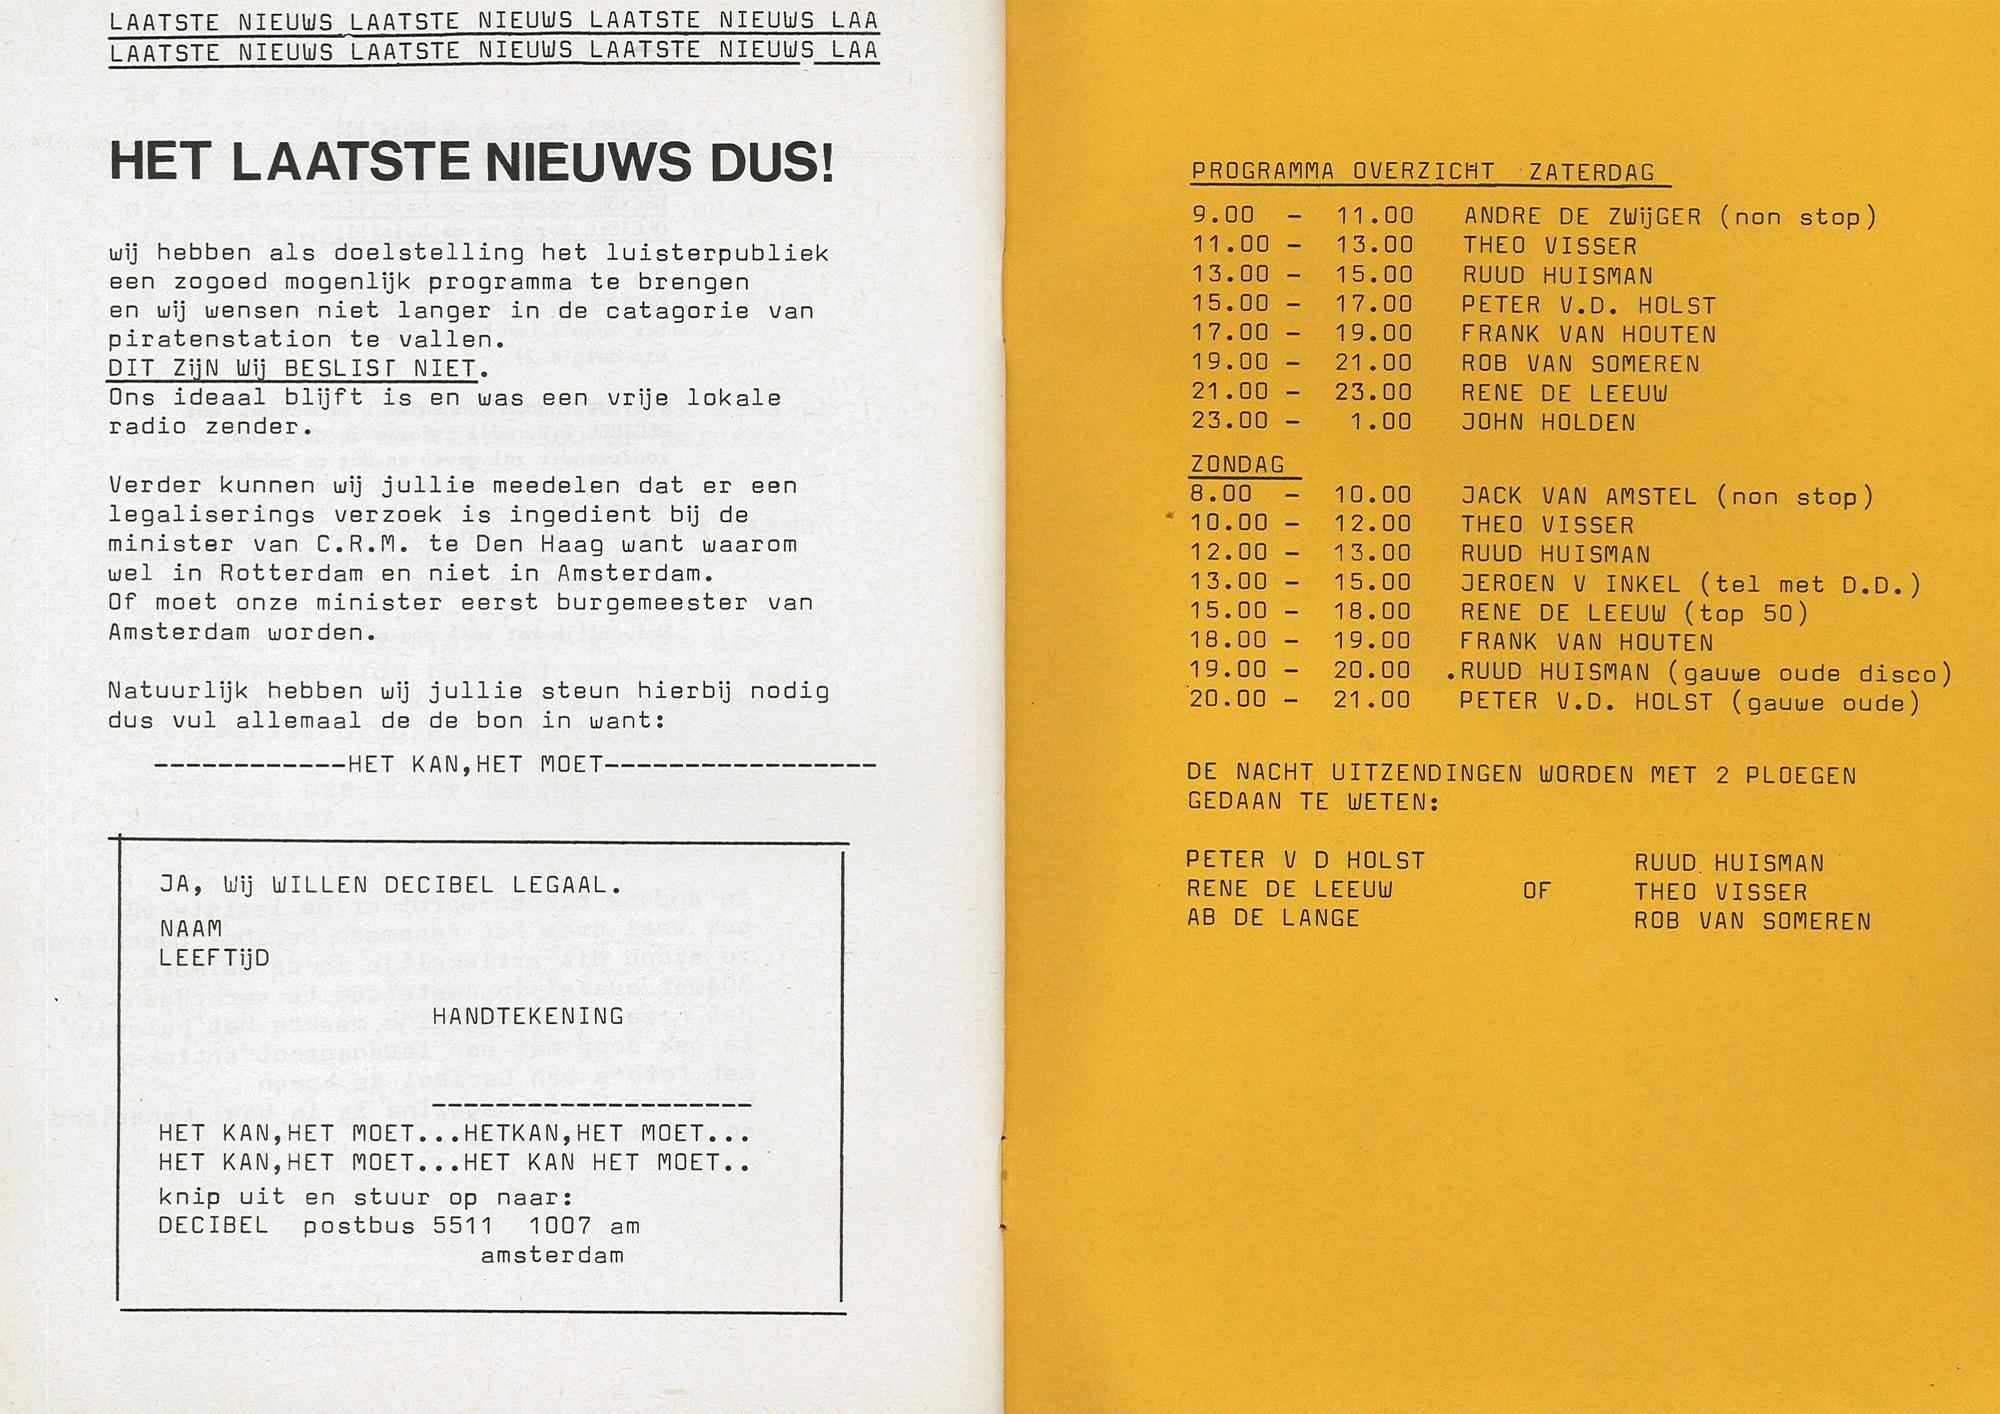 LAATSTE NIEUWS LAATSTE NIEUWS LAATSTE NIEUWS LAA
LAATSTE NIEUWS LAATSTE NIEUWS LAATSTE NIEUWS LAA
HET LAATSTE NIEUWS DUS!
wij hebben als doelstelling het luisterpubliek
een zogoed mogenlijk programma te brengen
en wij wensen niet langer in de catagorie van
piratenstation te vallen.
DIT ZijN Wij BESLIST NIET.
Ons ideaal blijft is en was een vrije lokale
radio zender.
Verder kunnen wij jullie meedelen dat er een
legaliserings verzoek is ingedient bij de
minister van C.R.M. te Den Haag want waarom
wel in Rotterdam en niet in Amsterdam.
Of moet onze minister eerst burgemeester van
Amsterdam worden.
Natuurlijk hebben wij jullie steun hierbij nodig
dus vul allemaal de de bon in want:
------------HET KAN,HET MOET-----------------
JA, Wij WILLEN DECIBEL LEGAAL.
NAAM
LEEFTijD
HANDTEKENING
--------------------
HET KAN,HET MOET...HETKAN,HET MOET...
HET KAN,HET MOET...HET KAN HET MOET..
knip uit en stuur op naar:
DECIBEL postbus 5511 1007 am
amsterdam
PROGRAMMA OVERZICHT ZATERDAG
9.00 - 11.00 ANDRE DE ZWijGER (non stop)
11.00 - 13.00 THEO VISSER
13.00 - 15.00 RUUD HUISMAN
15.00 - 17.00 PETER V.D. HOLST
17.00 - 19.00 FRANK VAN HOUTEN
19.00 - 21.00 ROB VAN SOMEREN
21.00 - 23.00 RENE DE LEEUW
23.00 - 1.00 JOHN HOLDEN
ZONDAG
8.00 - 10.00 JACK VAN AMSTEL (non stop)
10.00 - 12.00 THEO VISSER
12.00 - 13.00 RUUD HUISMAN
13.00 - 15.00 JEROEN V INKEL (tel met D.D.)
15.00 - 18.00 RENE DE LEEUW (top 50)
18.00 - 19.00 FRANK VAN HOUTEN
19.00 - 20.00 .RUUD HUISMAN (gauwe oude disco)
20.00 - 21.00 PETER V.D. HOLST (gauwe oude)
DE NACHT UITZENDINGEN WORDEN MET 2 PLOEGEN
GEDAAN TE WETEN:
PETER V D HOLST RUUD HUISMAN
RENE DE LEEUW OF THEO VISSER
AB DE LANGE ROB VAN SOMEREN